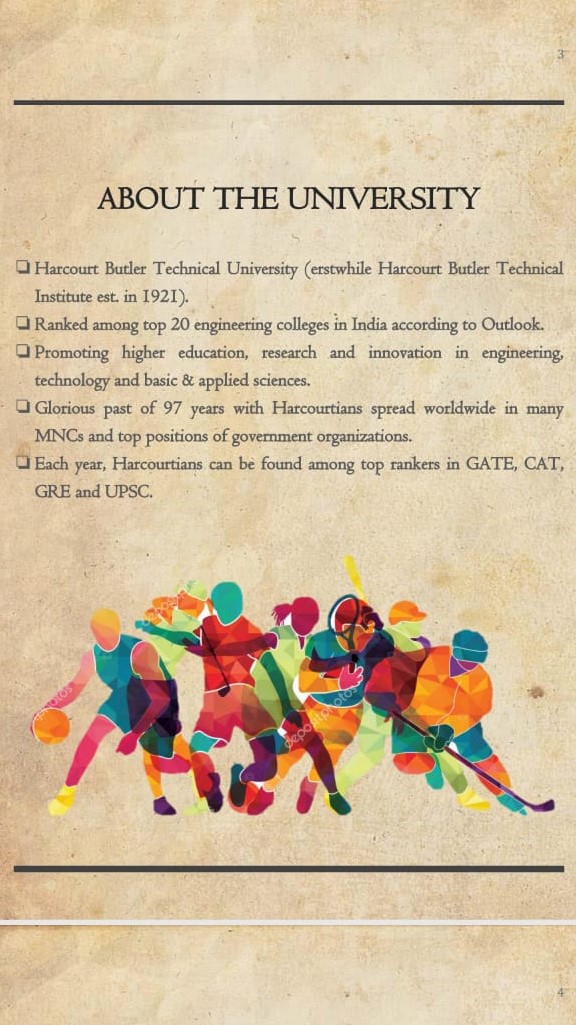 3
ABOUT THE UNIVERSITY
❑ Harcourt Butler Technical University (erstwhile Harcourt Butler Technical
Institute est. in 1921).
❑ Ranked among top 20 engineering colleges in India according to Outlook.
❑ Promoting higher education, research and innovation in engineering,
technology and basic & applied sciences.
❑ Glorious past of 97 years with Harcourtians spread worldwide in many
MNCs and top positions of government organizations.
❑ Each year, Harcourtians can be found among top rankers in GATE, CAT,
GRE and UPSC.
depositphotos
4